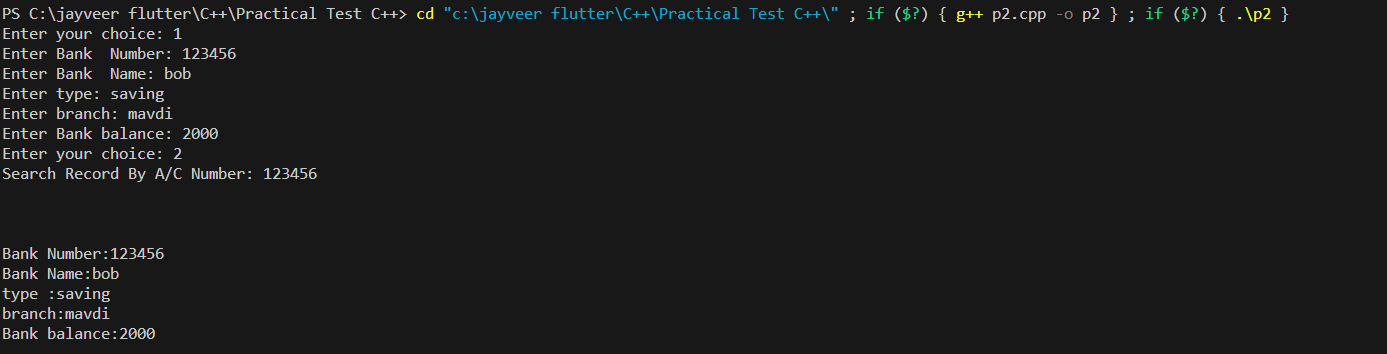 PS C:\jayveer flutter\C++\Practical Test C++> cd "c:\jayveer flutter\C++\Practical Test C++\" ; if ($?) { g++ p2.cpp -o p2 } ; if ($?) { .\p2 }
Enter your choice: 1
Enter Bank  Number: 123456
Enter Bank  Name: bob
Enter type: saving
Enter branch: mavdi
Enter Bank balance: 2000
Enter your choice: 2
Search Record By A/C Number: 123456
Bank Number:123456
Bank Name:bob
type :saving
branch:mavdi
Bank balance:2000